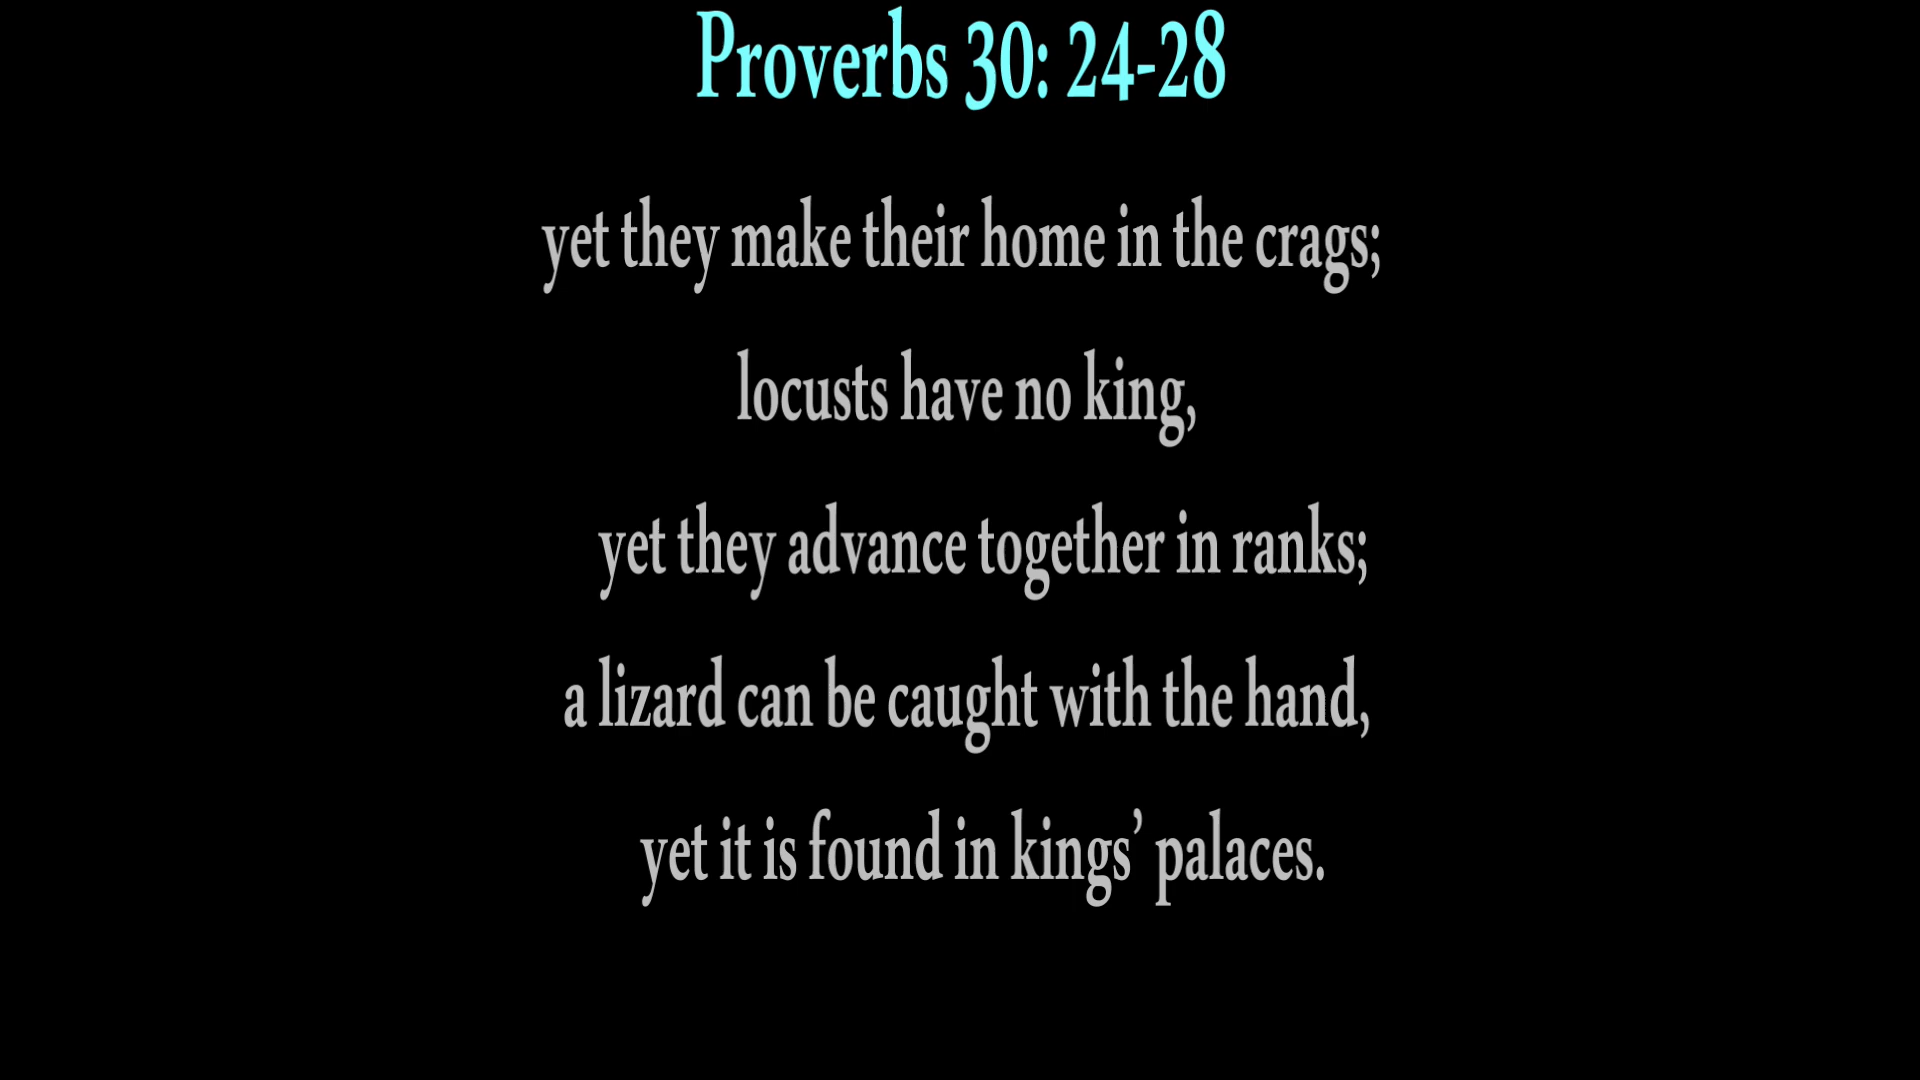 Proverbs 30: 24-28
yet they make their home in the crags;
locusts have no king,
yet they advance together in ranks;
a lizard can be caught with the hand,
yet it is found in kings’ palaces.